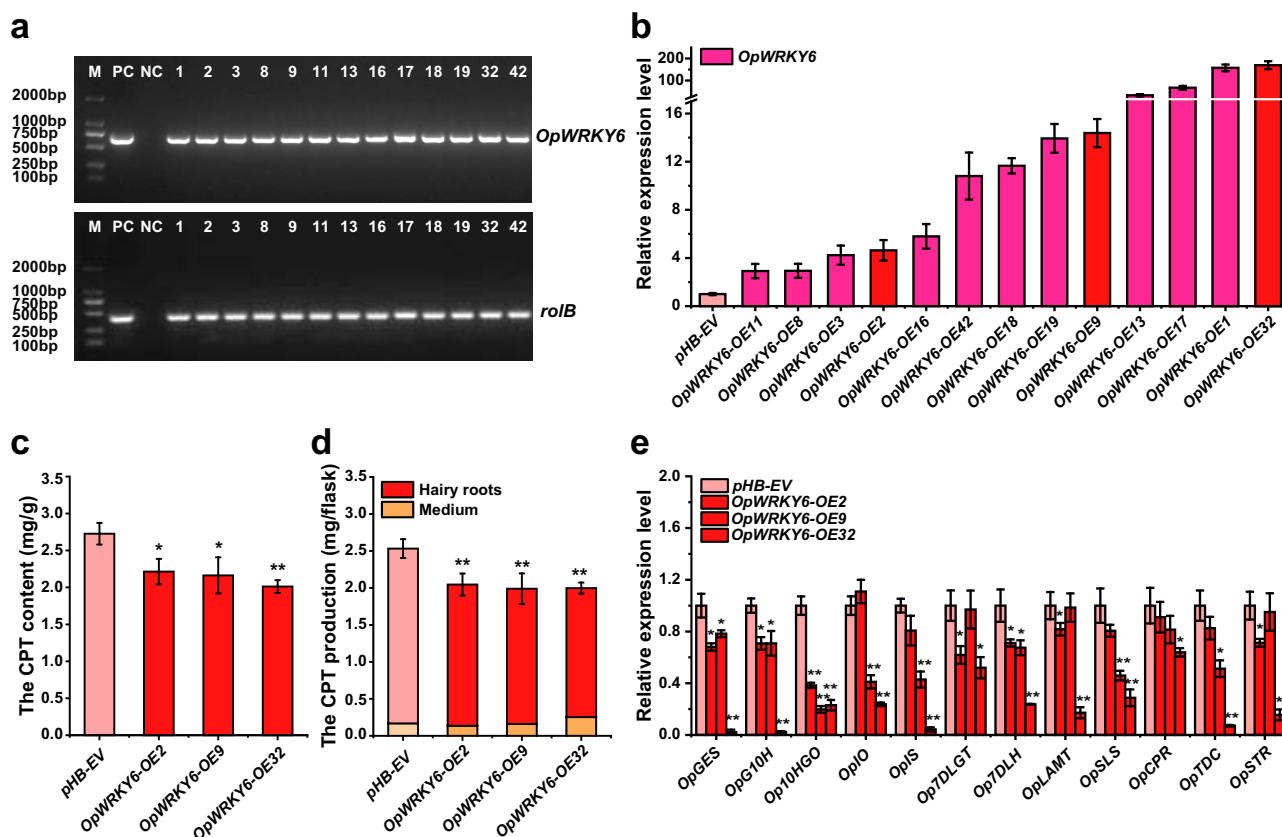 a
M PC NC 1 2 3 8 9 11 13 16 17 18 19 32 42
2000bp
1000bp
750bp
500bp
250bp
100bp
OpWRKY6
M PC NC 1 2 3 8 9 11 13 16 17 18 19 32 42
2000bp
1000bp
750bp
500bp
250bp
100bp
rolB
b
Relative expression level
200
100
16
12
8
4
0
OpWRKY6
pHB-EV
OpWRKY6-OE11
OpWRKY6-OE8
OpWRKY6-OE3
OpWRKY6-OE2
OpWRKY6-OE16
OpWRKY6-OE42
OpWRKY6-OE18
OpWRKY6-OE19
OpWRKY6-OE9
OpWRKY6-OE13
OpWRKY6-OE17
OpWRKY6-OE1
OpWRKY6-OE32
c
The CPT content (mg/g)
3.5
3.0
2.5
2.0
1.5
1.0
0.5
0.0
*
*
**
pHB-EV
OpWRKY6-OE2
OpWRKY6-OE9
OpWRKY6-OE32
d
The CPT production (mg/flask)
3.5
3.0
2.5
2.0
1.5
1.0
0.5
0.0
Hairy roots
Medium
**
**
**
pHB-EV
OpWRKY6-OE2
OpWRKY6-OE9
OpWRKY6-OE32
e
Relative expression level
2.0
1.6
1.2
0.8
0.4
0.0
pHB-EV
OpWRKY6-OE2
OpWRKY6-OE9
OpWRKY6-OE32
* * **
* * **
** ** **
** **
** **
* *
* * **
* **
** **
*
* **
* *
OpGES
OpG10H
Op10HGO
OpIO
OpIS
Op7DLGT
Op7DLH
OpLAMT
OpSLS
OpCPR
OpTDC
OpSTR